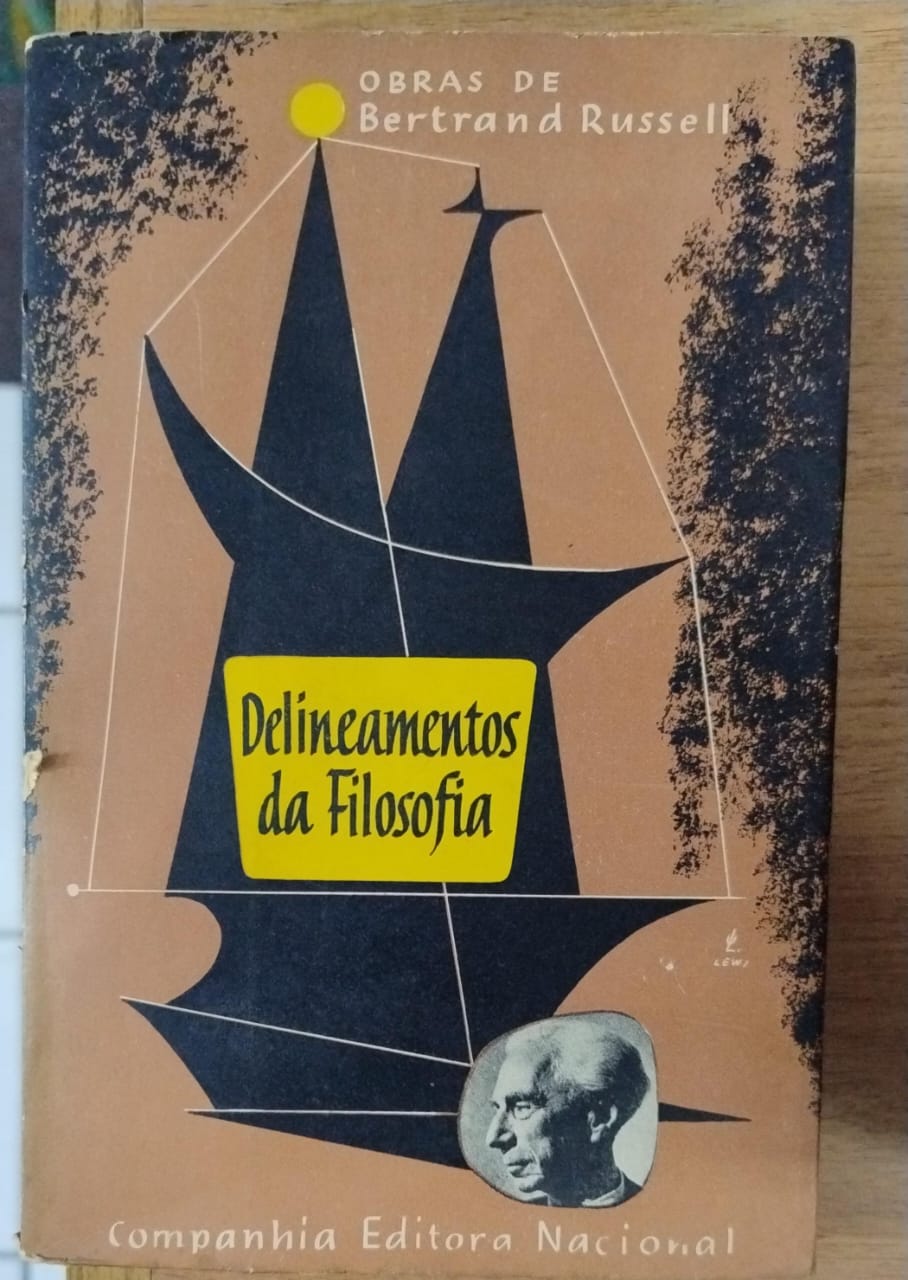 OBRAS DE
Bertrand Russell
Delineamentos
da Filosofia
Companhia Editora Nacional